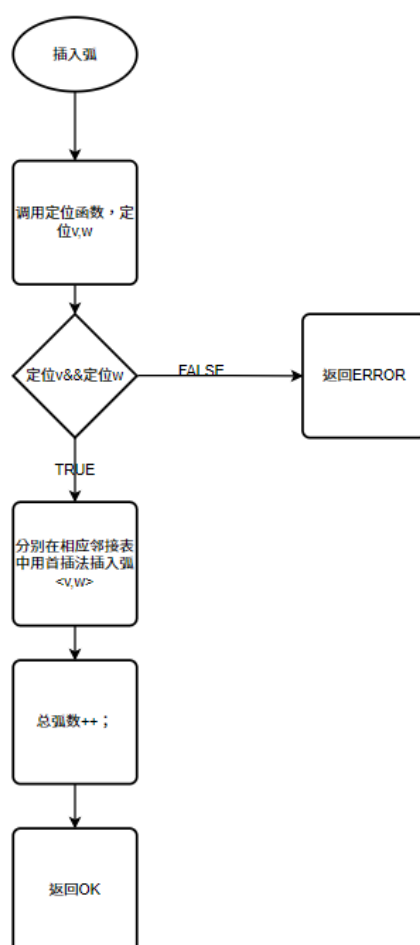 插入弧
调用定位函数，定
位v,w
定位v&&定位w
FALSE
返回ERROR
TRUE
分别在相应邻接表
中用首插法插入弧
<v,w>
总弧数++；
返回OK